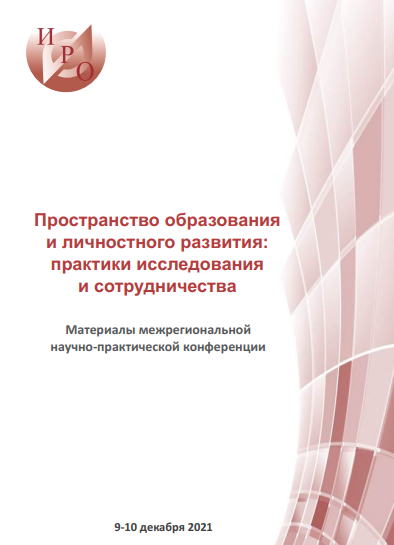 И
Р
О
Пространство образования
и личностного развития:
практики исследования
и сотрудничества
Материалы межрегиональной
научно-практической конференции
9-10 декабря 2021